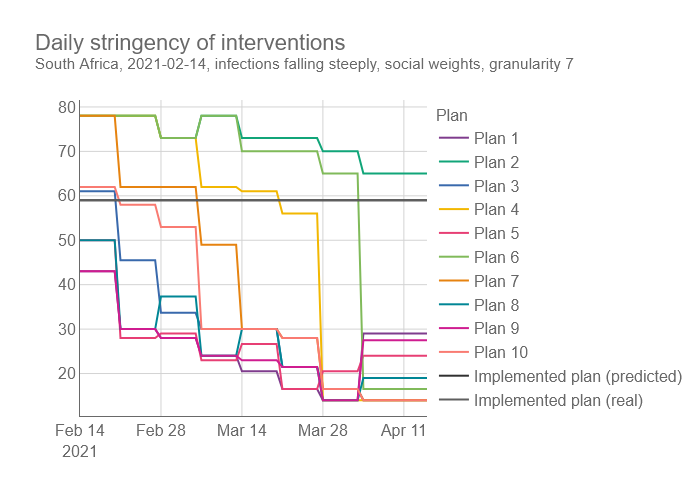 Daily stringency of interventions
South Africa, 2021-02-14, infections falling steeply, social weights, granularity 7
80
70
60
50
40
30
20
Feb 14
2021
Feb 28
Mar 14
Mar 28
Apr 11
Plan
Plan 1
Plan 2
Plan 3
Plan 4
Plan 5
Plan 6
Plan 7
Plan 8
Plan 9
Plan 10
Implemented plan (predicted)
Implemented plan (real)